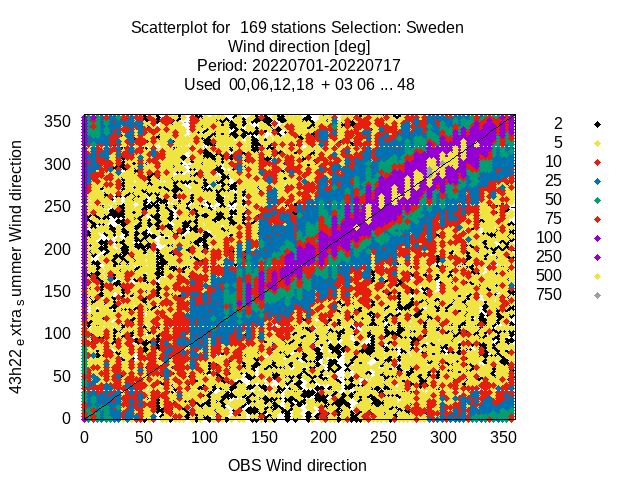 Scatterplot for 169 stations Selection: Sweden
Wind direction [deg]
Period: 20220701-20220717
Used 00,06,12,18 + 03 06 ... 48
43h22 e xtra s ummer Wind direction
350
300
250
200
150
100
50
0
0 50 100 150 200 250 300 350
OBS Wind direction
2
5
10
25
50
75
100
250
500
750